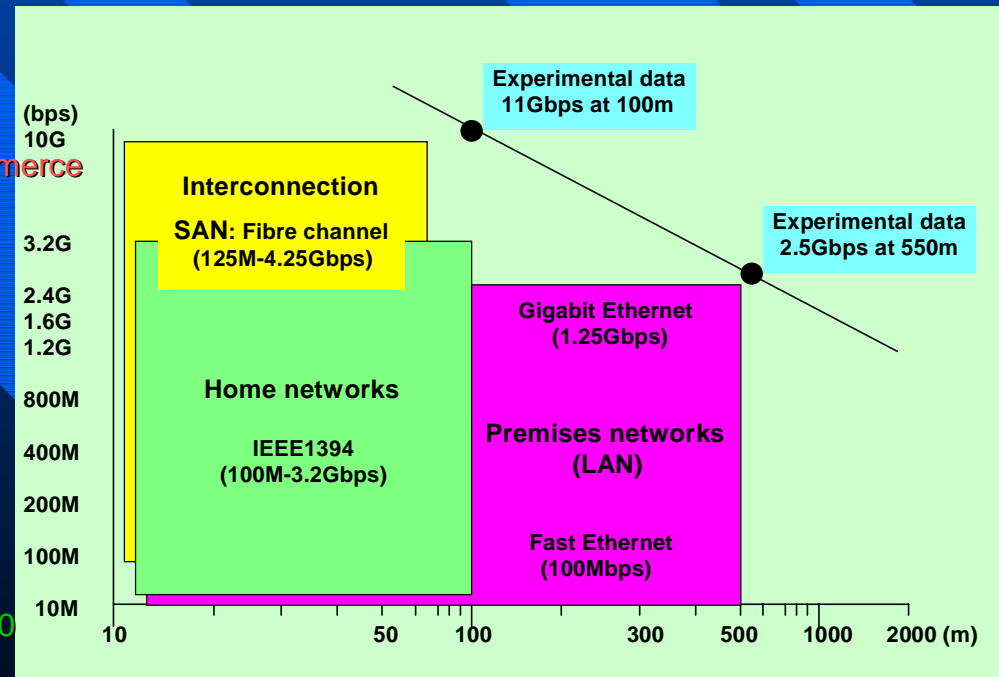 Experimental data
11Gbps at 100m
(bps)
10G
merce
Interconnection
SAN: Fibre channel
(125M-4.25Gbps)
Experimental data
2.5Gbps at 550m
3.2G
2.4G
1.6G
1.2G
Gigabit Ethernet
(1.25Gbps)
800M
Home networks
400M
IEEE1394
(100M-3.2Gbps)
Premises networks
(LAN)
200M
100M
Fast Ethernet
(100Mbps)
10M
0
10 50 100 300 500 1000 2000 (m)